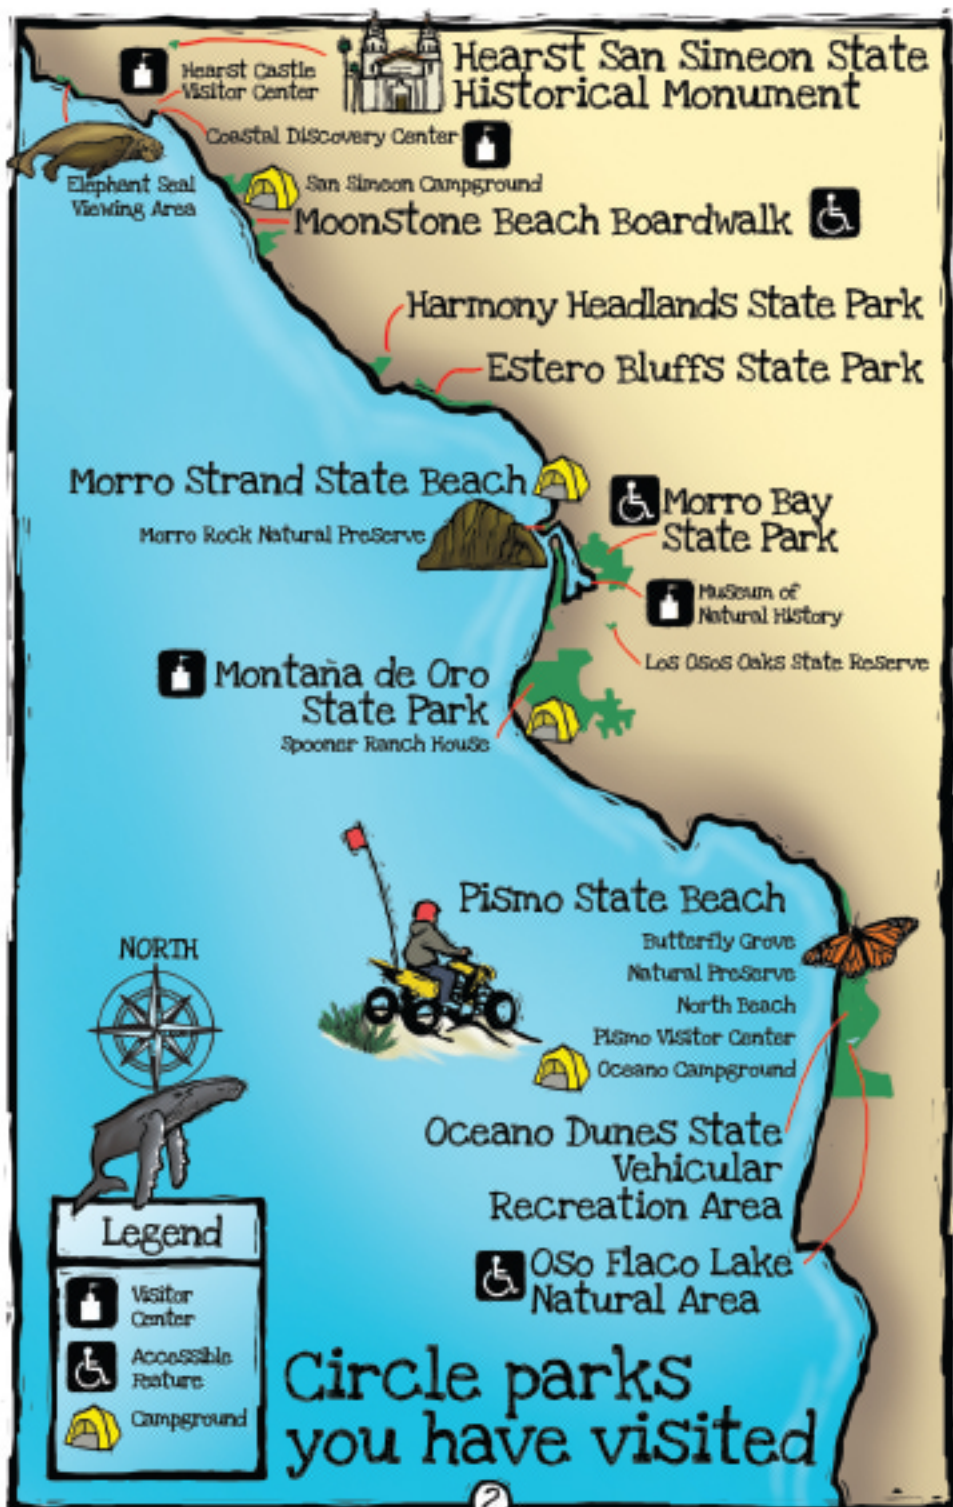 Hearst San Simeon State
Historical Monument
Hearst Castle
Visitor Center
Coastal Discovery Center
Elephant Seal
Viewing Area
San Simeon Campground
Moonstone Beach Boardwalk
Harmony Headlands State Park
Estero Bluffs State Park
Morro Strand State Beach
Morro Rock Natural Preserve
Morro Bay
State Park
Museum of
Natural History
Los Osos Oaks State Reserve
Montaña de Oro
State Park
Spooner Ranch House
Pismo State Beach
Butterfly Grove
Natural Preserve
North Beach
Pismo Visitor Center
Oceano Campground
NORTH
Oceano Dunes State
Vehicular
Recreation Area
Oso Flaco Lake
Natural Area
Legend
Visitor
Center
Accessible
Feature
Campground
Circle parks
you have visited
2